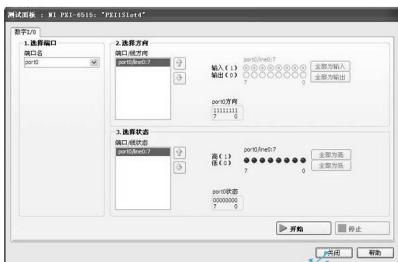 测试面板 : NI PXI-6515: "PXI1Slot4"
数字I/O
1.选择端口
端口名
port0
2.选择方向
端口/线方向
port0/line0:7
port0/line0:7
输入(1)
全部为输入
输出(0)
全部为输出
7 0
port0方向
11111111
7 0
3.选择状态
端口/线状态
port0/line0:7
port0/line0:7
高(1)
全部为高
低(0)
全部为低
7 0
port0状态
00000000
7 0
开始
停止
关闭
帮助